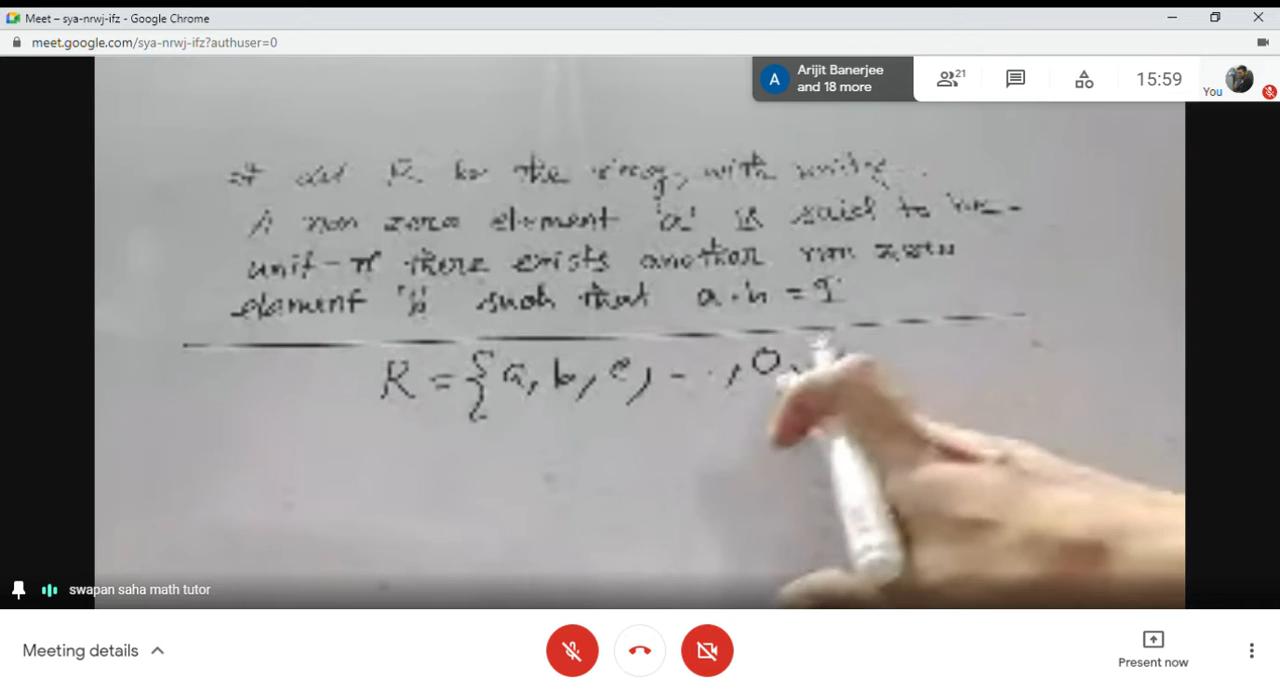 Meet – sya-nrwj-ifz - Google Chrome
meet.google.com/sya-nrwj-ifz?authuser=0
A
Arijit Banerjee
and 18 more
21
15:59
You
Let R be the ring, with unity.
A non zero element 'a' is said to be
unit if there exists another non zero
element 'b' such that a.b = I
R = {a, b, c, - .. , 0,
swapan saha math tutor
Meeting details
Present now